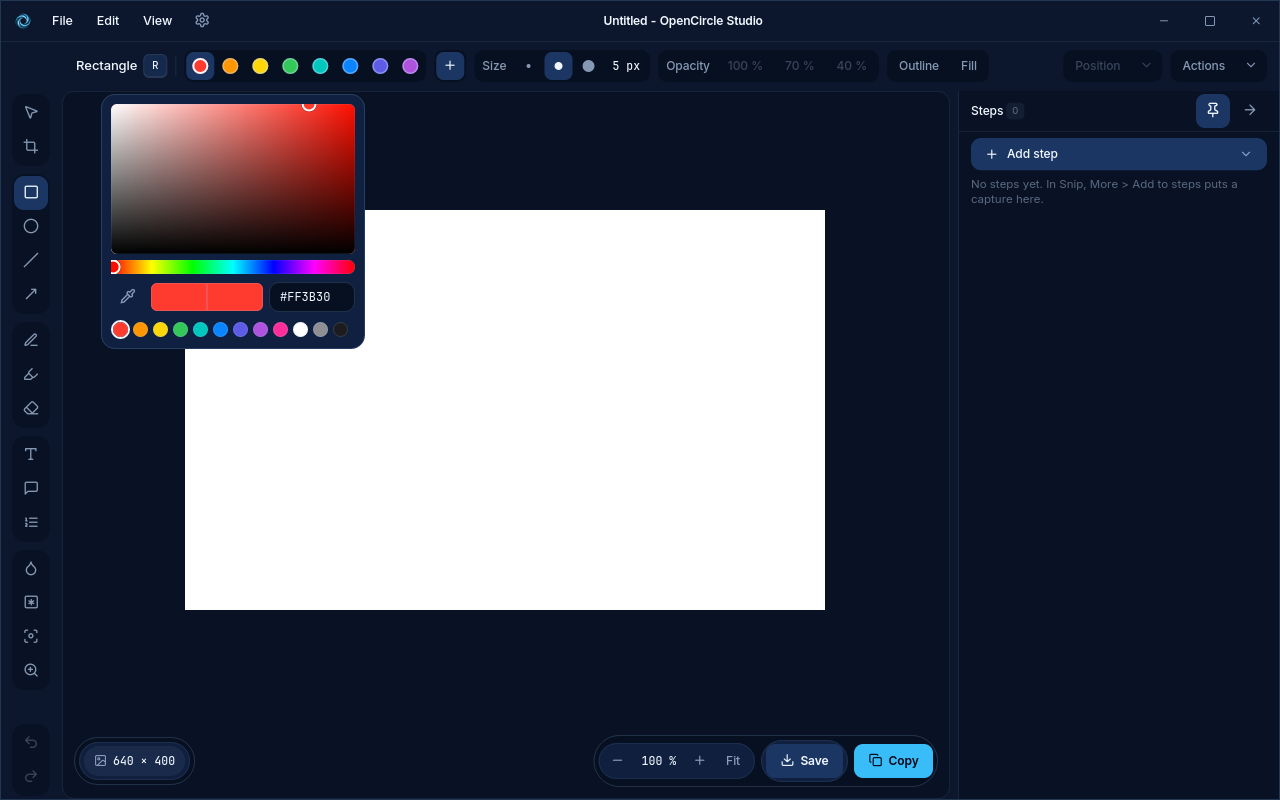 File Edit View
Untitled - OpenCircle Studio
Rectangle R
Size 5 px
Opacity 100 % 70 % 40 %
Outline Fill
Position
Actions
Steps 0
Add step
No steps yet. In Snip, More > Add to steps puts a
capture here.
#FF3B30
640 × 400
100 % Fit
Save
Copy